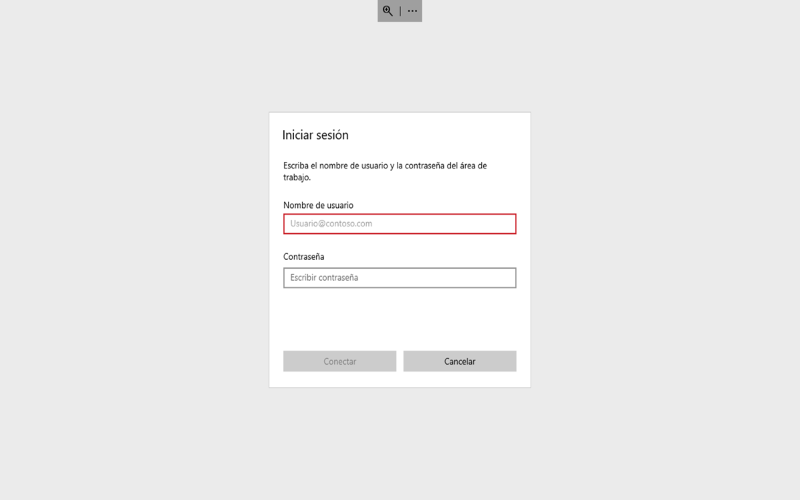 Iniciar sesión
Escriba el nombre de usuario y la contraseña del área de
trabajo.
Nombre de usuario
Usuario@contoso.com
Contraseña
Escribir contraseña
Conectar
Cancelar